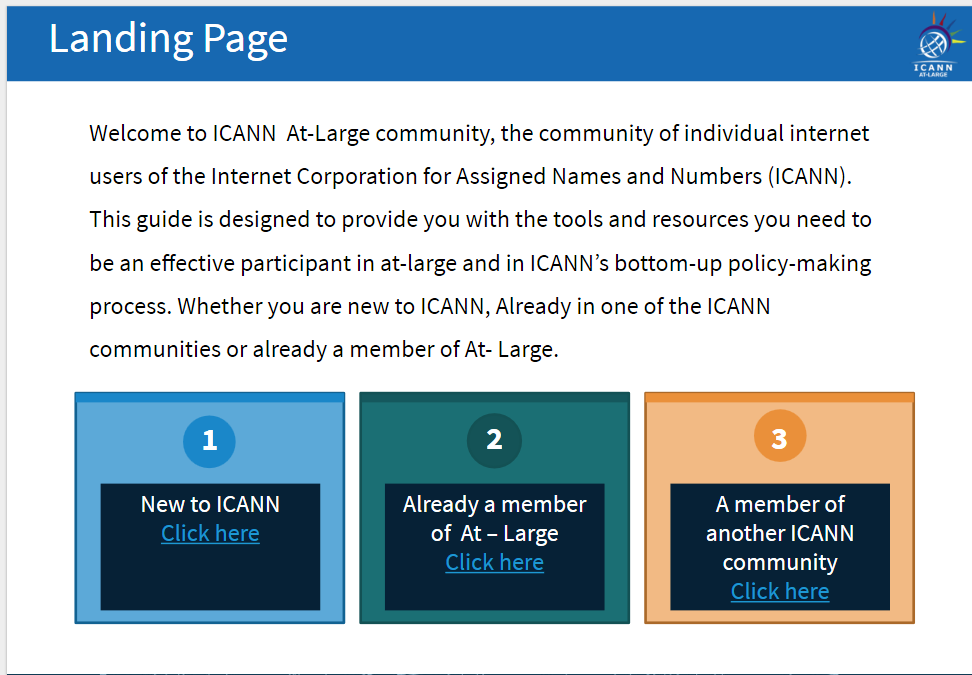 Landing Page
ICANN
AT-LARGE
Welcome to ICANN  At-Large community, the community of individual internet
users of the Internet Corporation for Assigned Names and Numbers (ICANN).
This guide is designed to provide you with the tools and resources you need to
be an effective participant in at-large and in ICANN’s bottom-up policy-making
process. Whether you are new to ICANN, Already in one of the ICANN
communities or already a member of At- Large.
1
New to ICANN
Click here
2
Already a member
of  At – Large
Click here
3
A member of
another ICANN
community
Click here